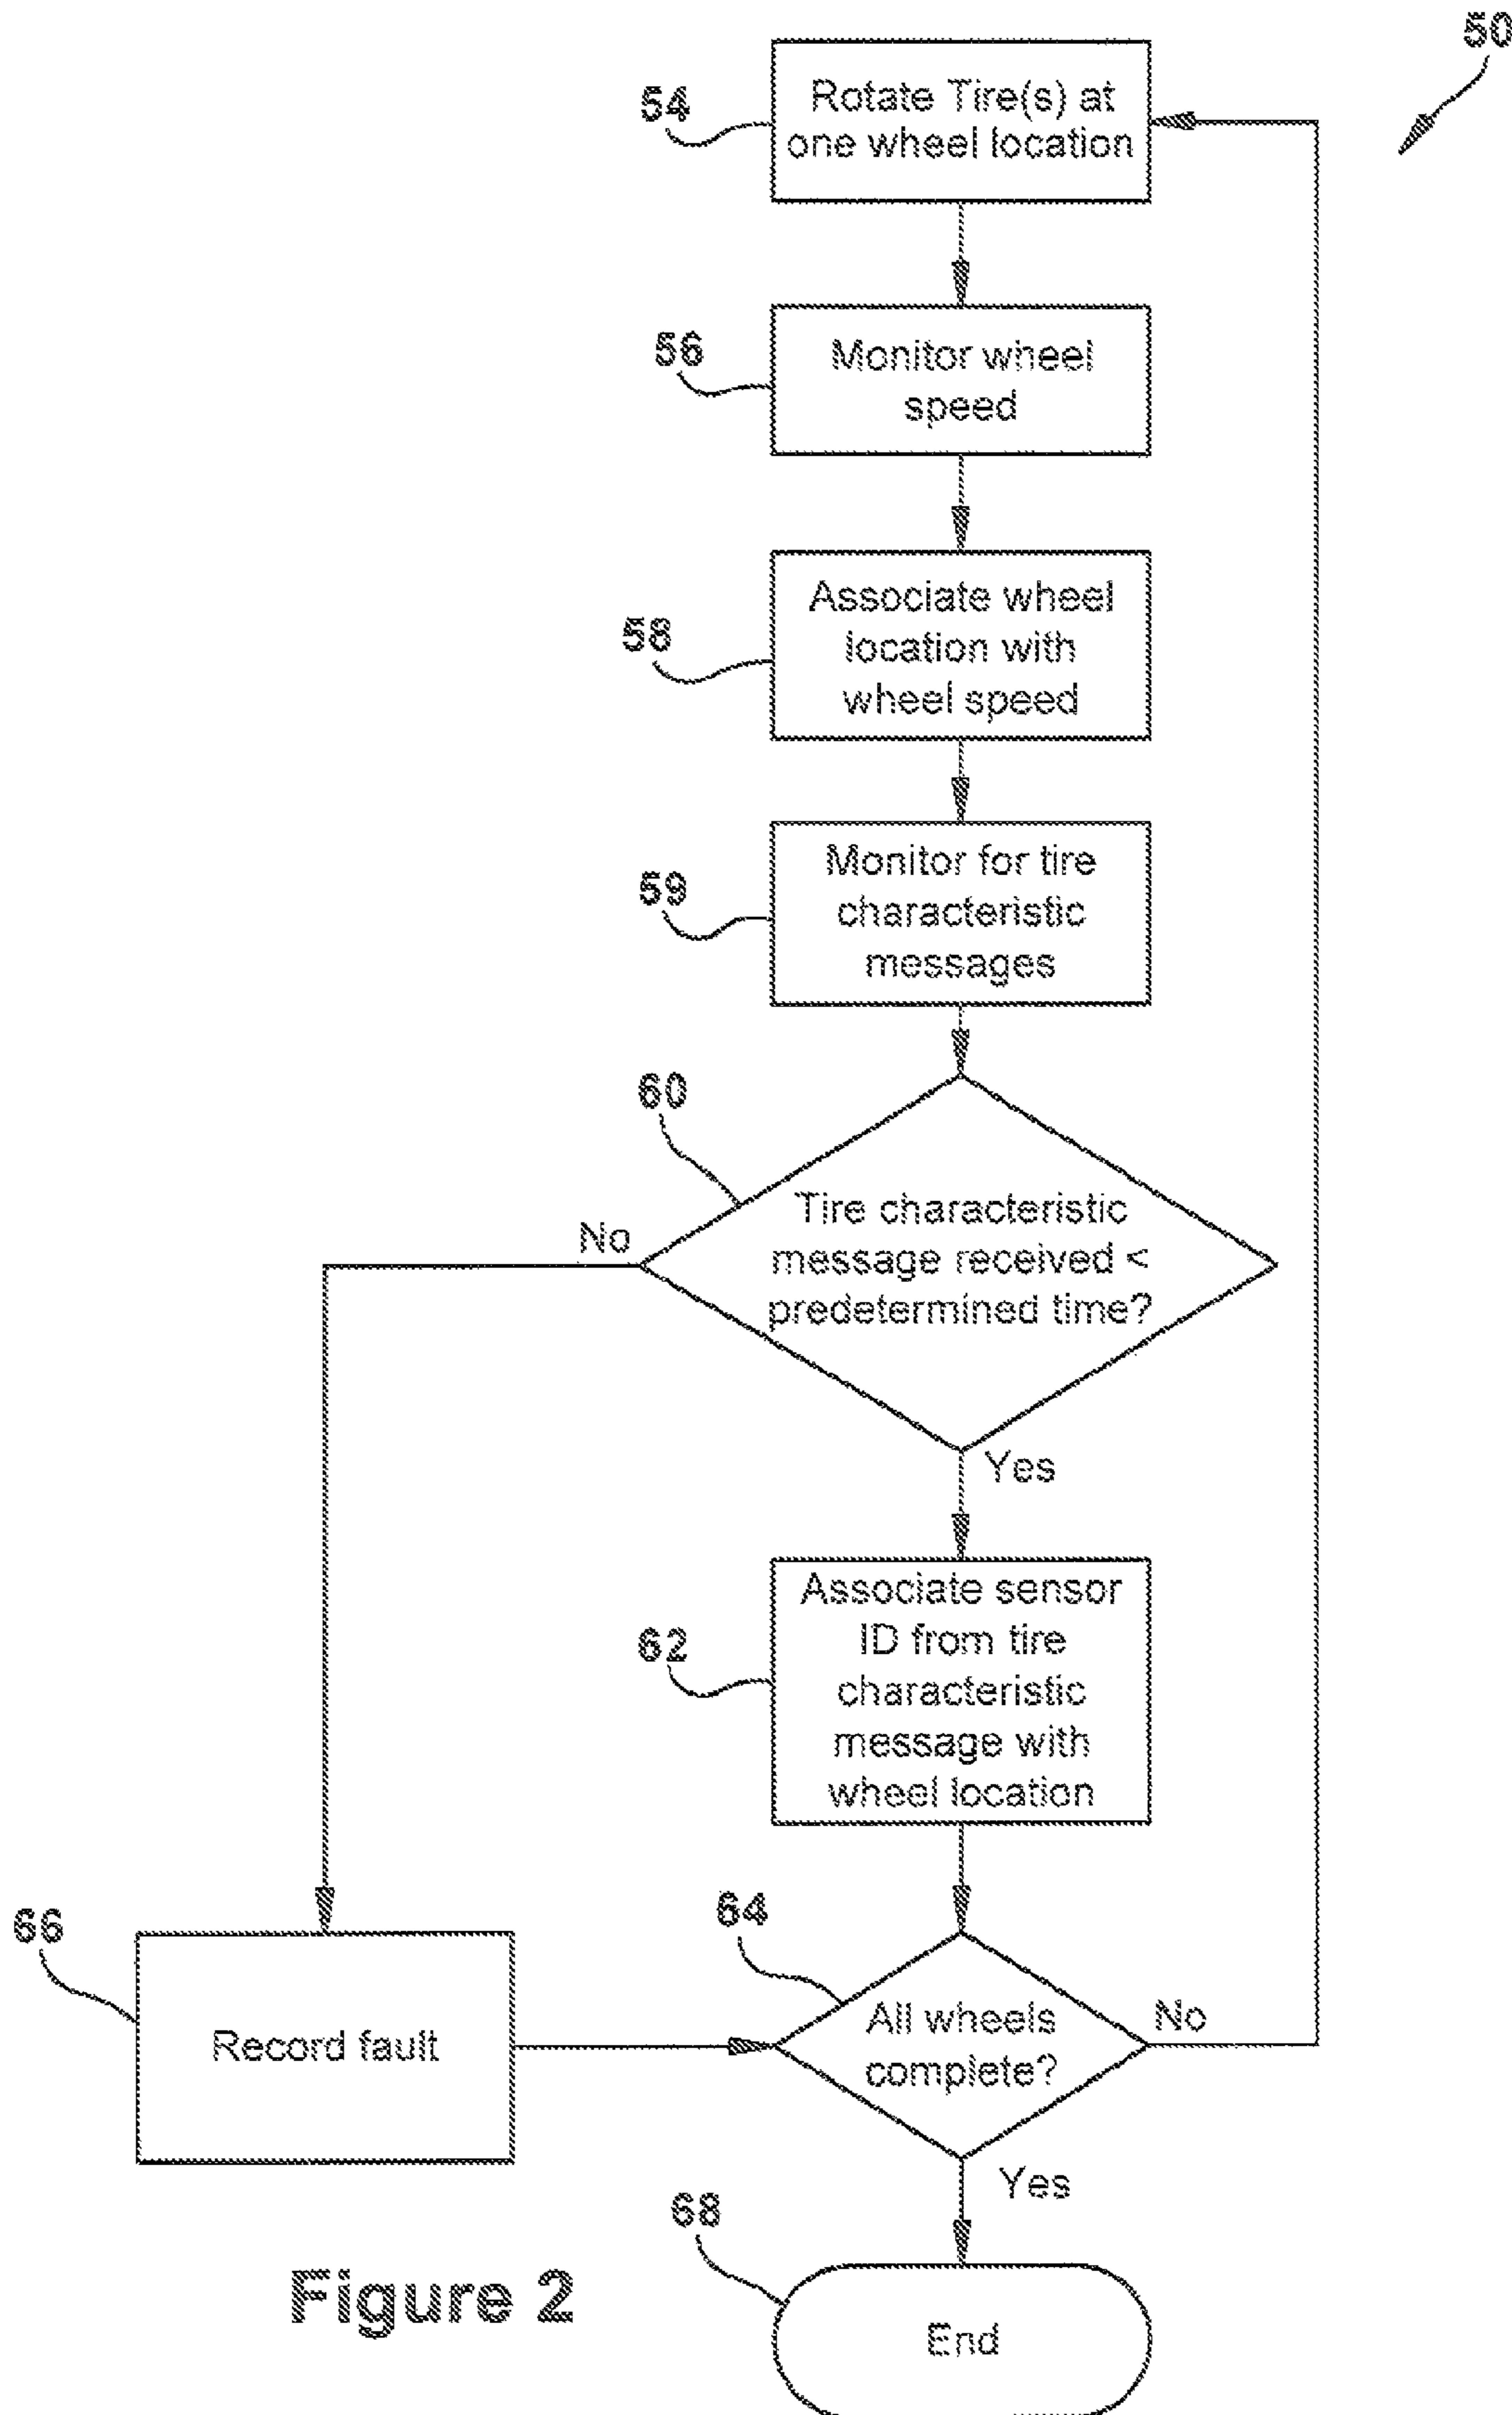 50
54
Rotate Tire(s) at
one wheel location
56
Monitor wheel
speed
58
Associate wheel
location with
wheel speed
59
Monitor for tire
characteristic
messages
60
Tire characteristic
message received <
predetermined time?
No
Yes
62
Associate sensor
ID from tire
characteristic
message with
wheel location
64
All wheels
complete?
No
66
Record fault
Yes
68
End
Figure 2